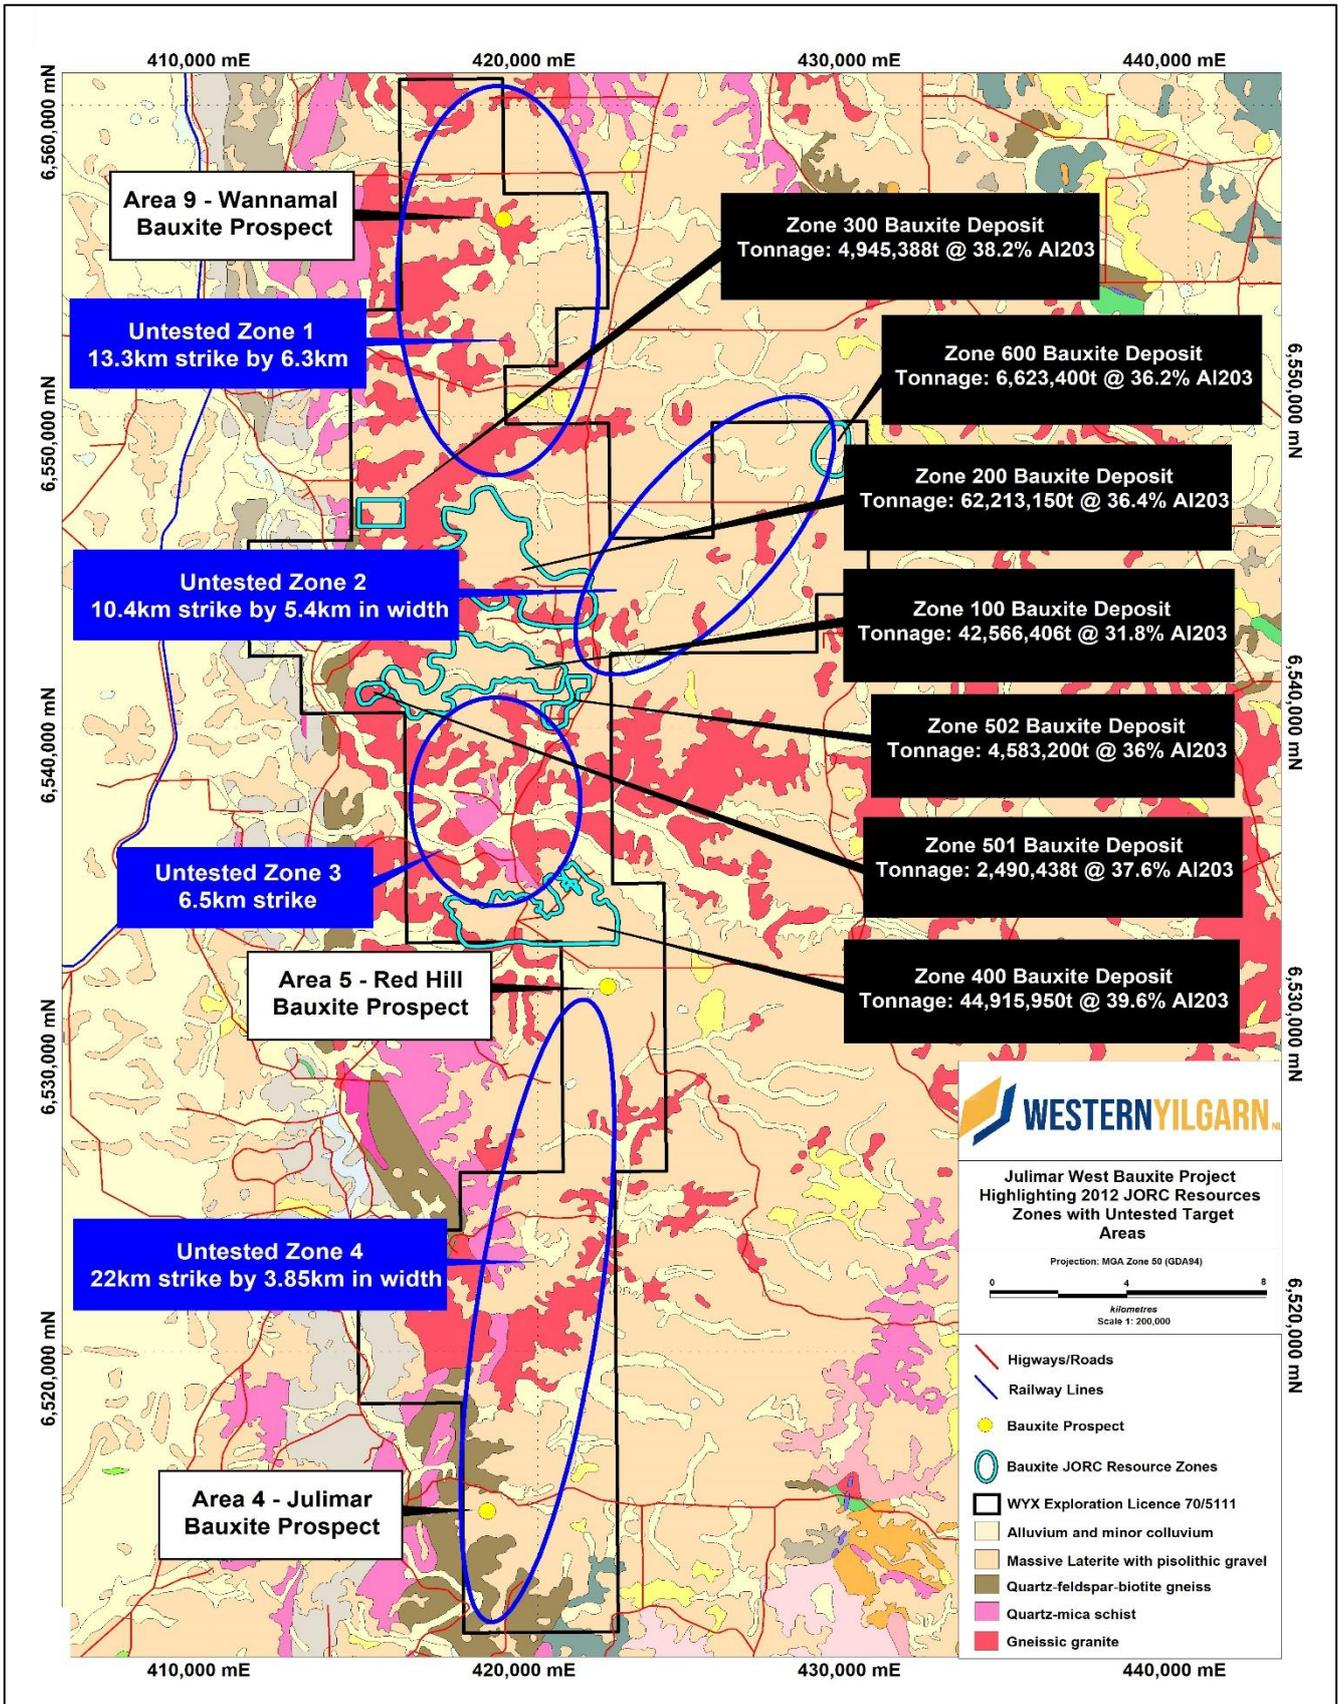 410,000 mE
420,000 mE
430,000 mE
440,000 mE
6,560,000 mN
6,550,000 mN
6,540,000 mN
6,530,000 mN
6,520,000 mN
Area 9 - Wannamal
Bauxite Prospect
Zone 300 Bauxite Deposit
Tonnage: 4,945,388t @ 38.2% Al203
Untested Zone 1
13.3km strike by 6.3km
Zone 600 Bauxite Deposit
Tonnage: 6,623,400t @ 36.2% Al203
6,550,000 mN
Zone 200 Bauxite Deposit
Tonnage: 62,213,150t @ 36.4% Al203
Untested Zone 2
10.4km strike by 5.4km in width
Zone 100 Bauxite Deposit
Tonnage: 42,566,406t @ 31.8% Al203
6,540,000 mN
Zone 502 Bauxite Deposit
Tonnage: 4,583,200t @ 36% Al203
Zone 501 Bauxite Deposit
Tonnage: 2,490,438t @ 37.6% Al203
Untested Zone 3
6.5km strike
Area 5 - Red Hill
Bauxite Prospect
Zone 400 Bauxite Deposit
Tonnage: 44,915,950t @ 39.6% Al203
6,530,000 mN
Untested Zone 4
22km strike by 3.85km in width
6,520,000 mN
Area 4 - Julimar
Bauxite Prospect
WESTERNYILGARN NL
Julimar West Bauxite Project
Highlighting 2012 JORC Resources
Zones with Untested Target
Areas
Projection: MGA Zone 50 (GDA94)
0 4 8
kilometres
Scale 1: 200,000
Higways/Roads
Railway Lines
Bauxite Prospect
Bauxite JORC Resource Zones
WYX Exploration Licence 70/5111
Alluvium and minor colluvium
Massive Laterite with pisolithic gravel
Quartz-feldspar-biotite gneiss
Quartz-mica schist
Gneissic granite
410,000 mE
420,000 mE
430,000 mE
440,000 mE